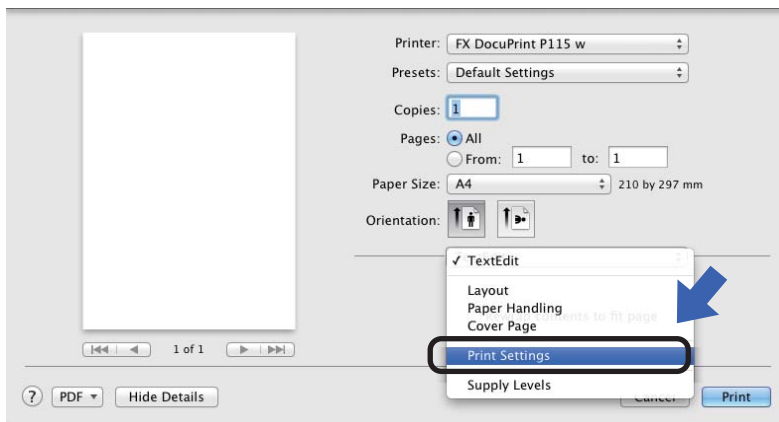 Printer: FX DocuPrint P115 w
Presets: Default Settings
Copies: 1
Pages: All
From: 1 to: 1
Paper Size: A4 210 by 297 mm
Orientation:
✓ TextEdit
Layout
Paper Handling
Cover Page
Print Settings
Supply Levels
1 of 1
? PDF Hide Details Cancel Print